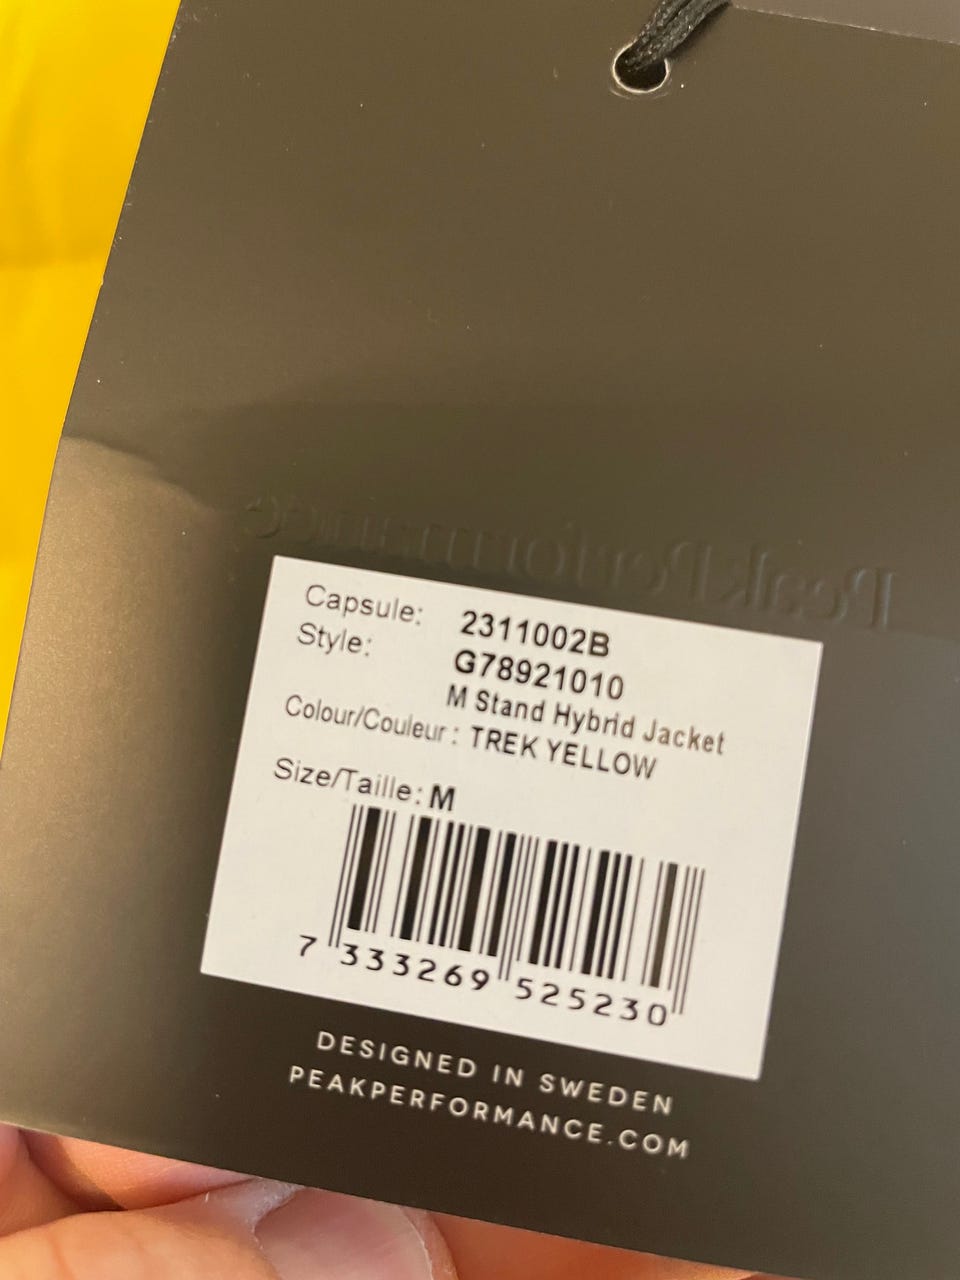 PeakPerformance
Capsule: 2311002B
Style: G78921010
M Stand Hybrid Jacket
Colour/Couleur: TREK YELLOW
Size/Taille: M
7 333269 525230
DESIGNED IN SWEDEN
PEAKPERFORMANCE.COM